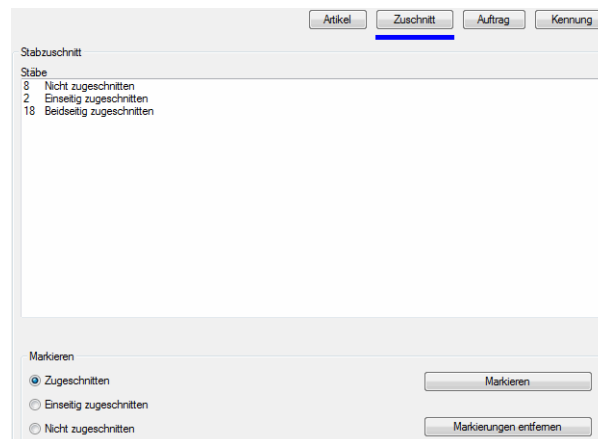 Artikel Zuschnitt Auftrag Kennung
Stabzuschnitt
Stäbe
8 Nicht zugeschnitten
2 Einseitig zugeschnitten
18 Beidseitig zugeschnitten
Markieren
Zugeschnitten Markieren
Einseitig zugeschnitten
Nicht zugeschnitten Markierungen entfernen